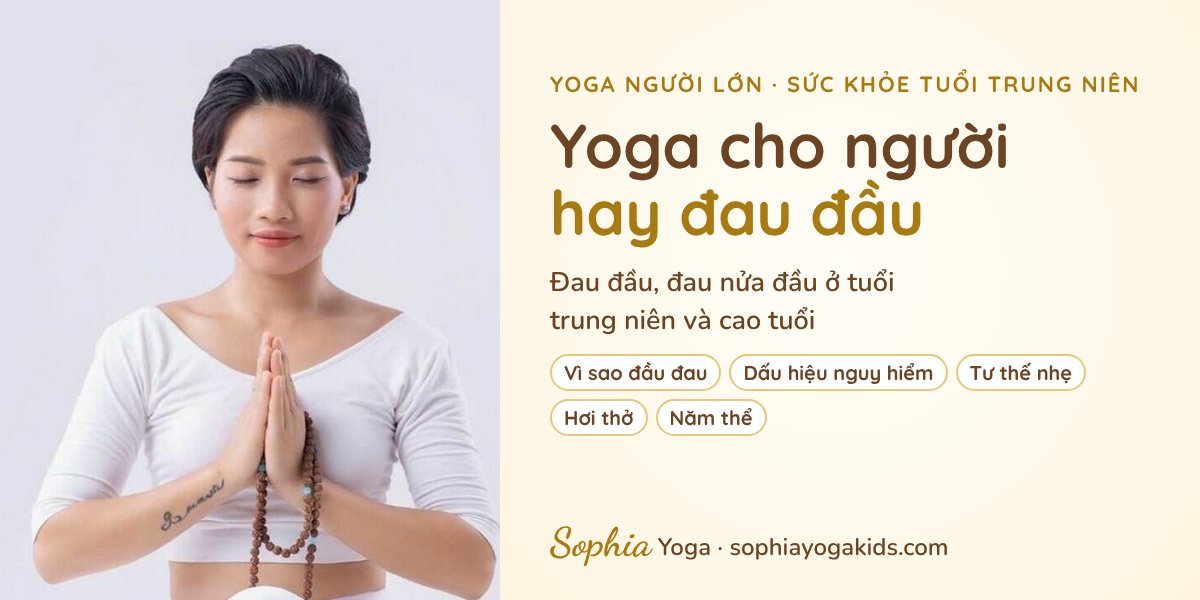 YOGA NGƯỜI LỚN · SỨC KHỎE TUỔI TRUNG NIÊN
Yoga cho người
hay đau đầu
Đau đầu, đau nửa đầu ở tuổi
trung niên và cao tuổi
Vì sao đầu đau
Dấu hiệu nguy hiểm
Tư thế nhẹ
Hơi thở
Năm thể
Sophia Yoga · sophiayogakids.com